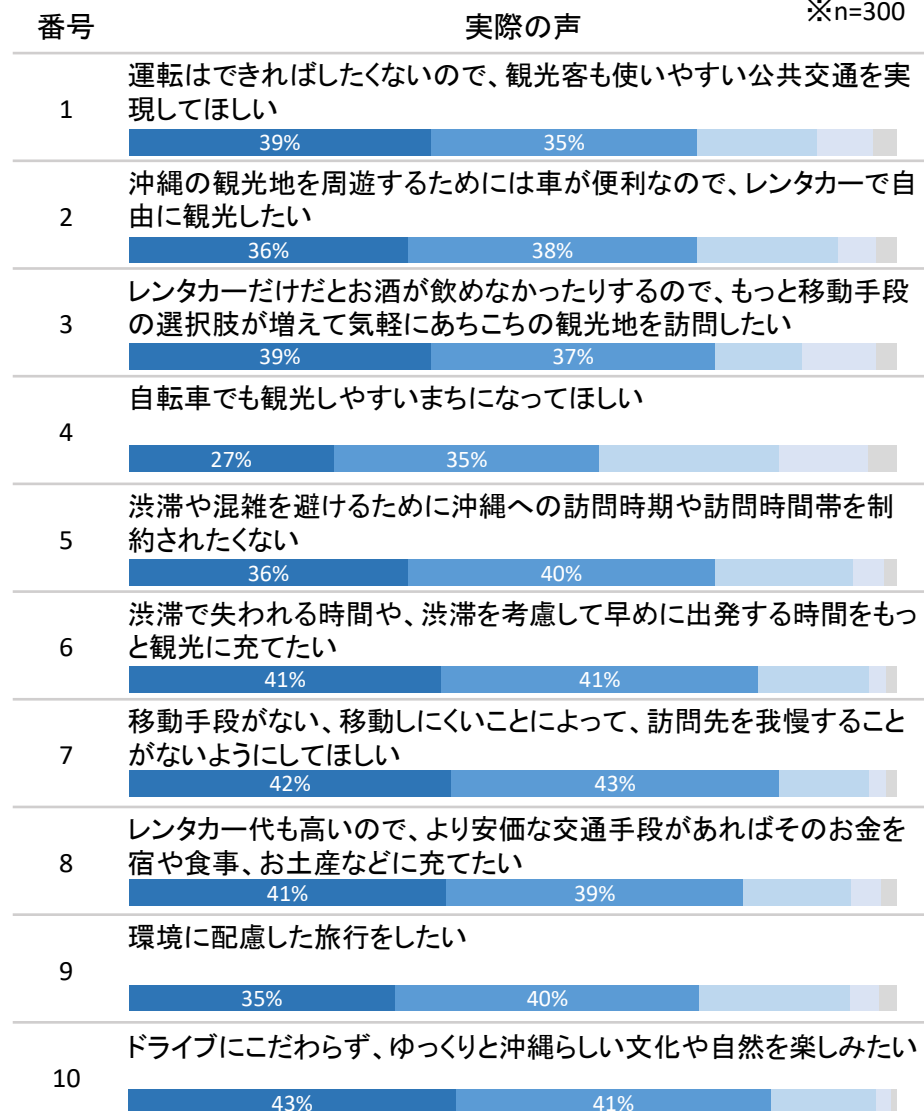 ※n=300
番号 実際の声
運転はできればしたくないので、観光客も使いやすい公共交通を実
1 現してほしい
39% 35%
沖縄の観光地を周遊するためには車が便利なので、レンタカーで自
2 由に観光したい
36% 38%
レンタカーだけだとお酒が飲めなかったりするので、もっと移動手段
3 の選択肢が増えて気軽にあちこちの観光地を訪問したい
39% 37%
自転車でも観光しやすいまちになってほしい
4
27% 35%
渋滞や混雑を避けるために沖縄への訪問時期や訪問時間帯を制
5 約されたくない
36% 40%
渋滞で失われる時間や、渋滞を考慮して早めに出発する時間をもっ
6 と観光に充てたい
41% 41%
移動手段がない、移動しにくいことによって、訪問先を我慢すること
7 がないようにしてほしい
42% 43%
レンタカー代も高いので、より安価な交通手段があればそのお金を
8 宿や食事、お土産などに充てたい
41% 39%
環境に配慮した旅行をしたい
9
35% 40%
ドライブにこだわらず、ゆっくりと沖縄らしい文化や自然を楽しみたい
10
43% 41%